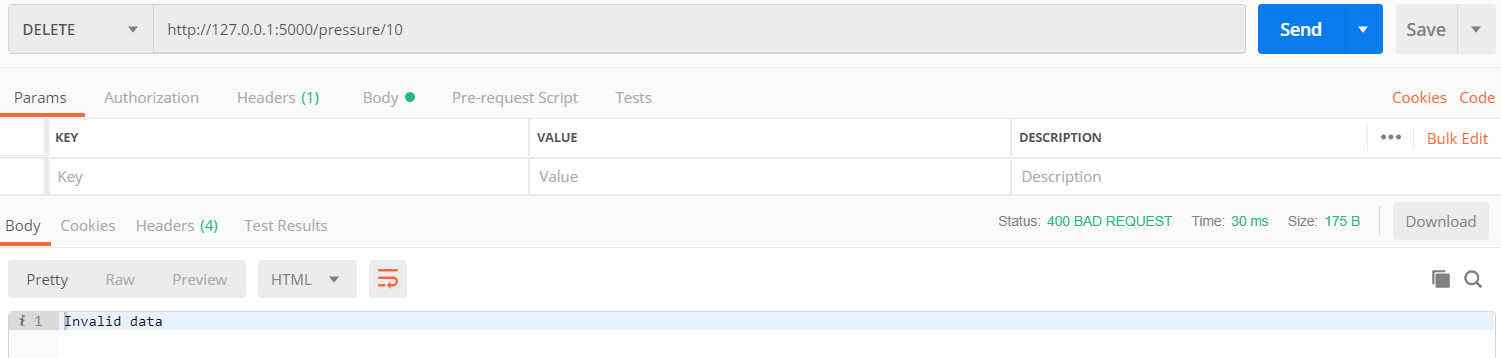 DELETE http://127.0.0.1:5000/pressure/10 Send Save
Params Authorization Headers (1) Body Pre-request Script Tests Cookies Code
KEY VALUE DESCRIPTION ••• Bulk Edit
Key Value Description
Body Cookies Headers (4) Test Results Status: 400 BAD REQUEST Time: 30 ms Size: 175 B Download
Pretty Raw Preview HTML
i 1 Invalid data